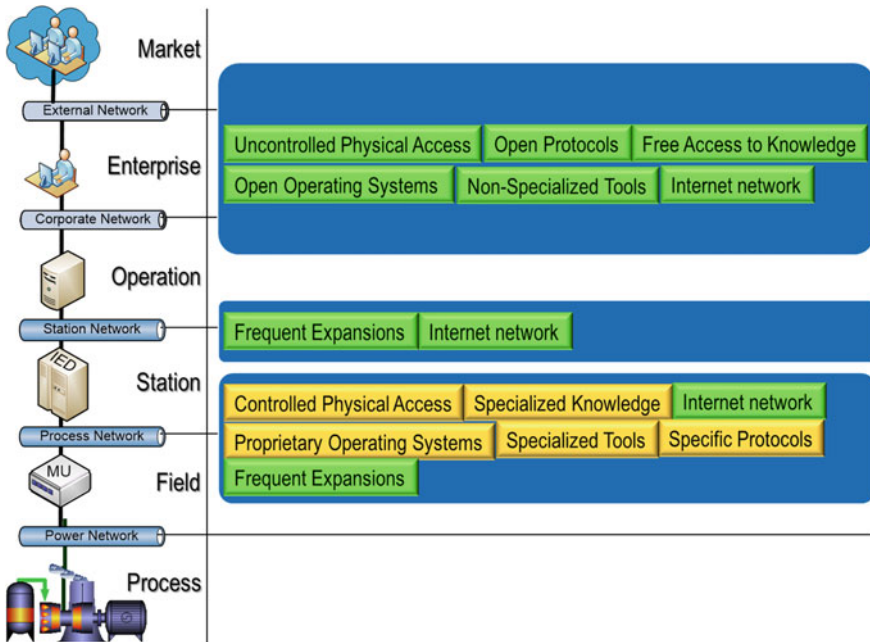 Market
External Network
Uncontrolled Physical Access Open Protocols Free Access to Knowledge
Enterprise
Open Operating Systems Non-Specialized Tools Internet network
Corporate Network
Operation
Station Network
Frequent Expansions Internet network
IED
Station
Controlled Physical Access Specialized Knowledge Internet network
Process Network
Proprietary Operating Systems Specialized Tools Specific Protocols
MU
Field
Frequent Expansions
Power Network
Process